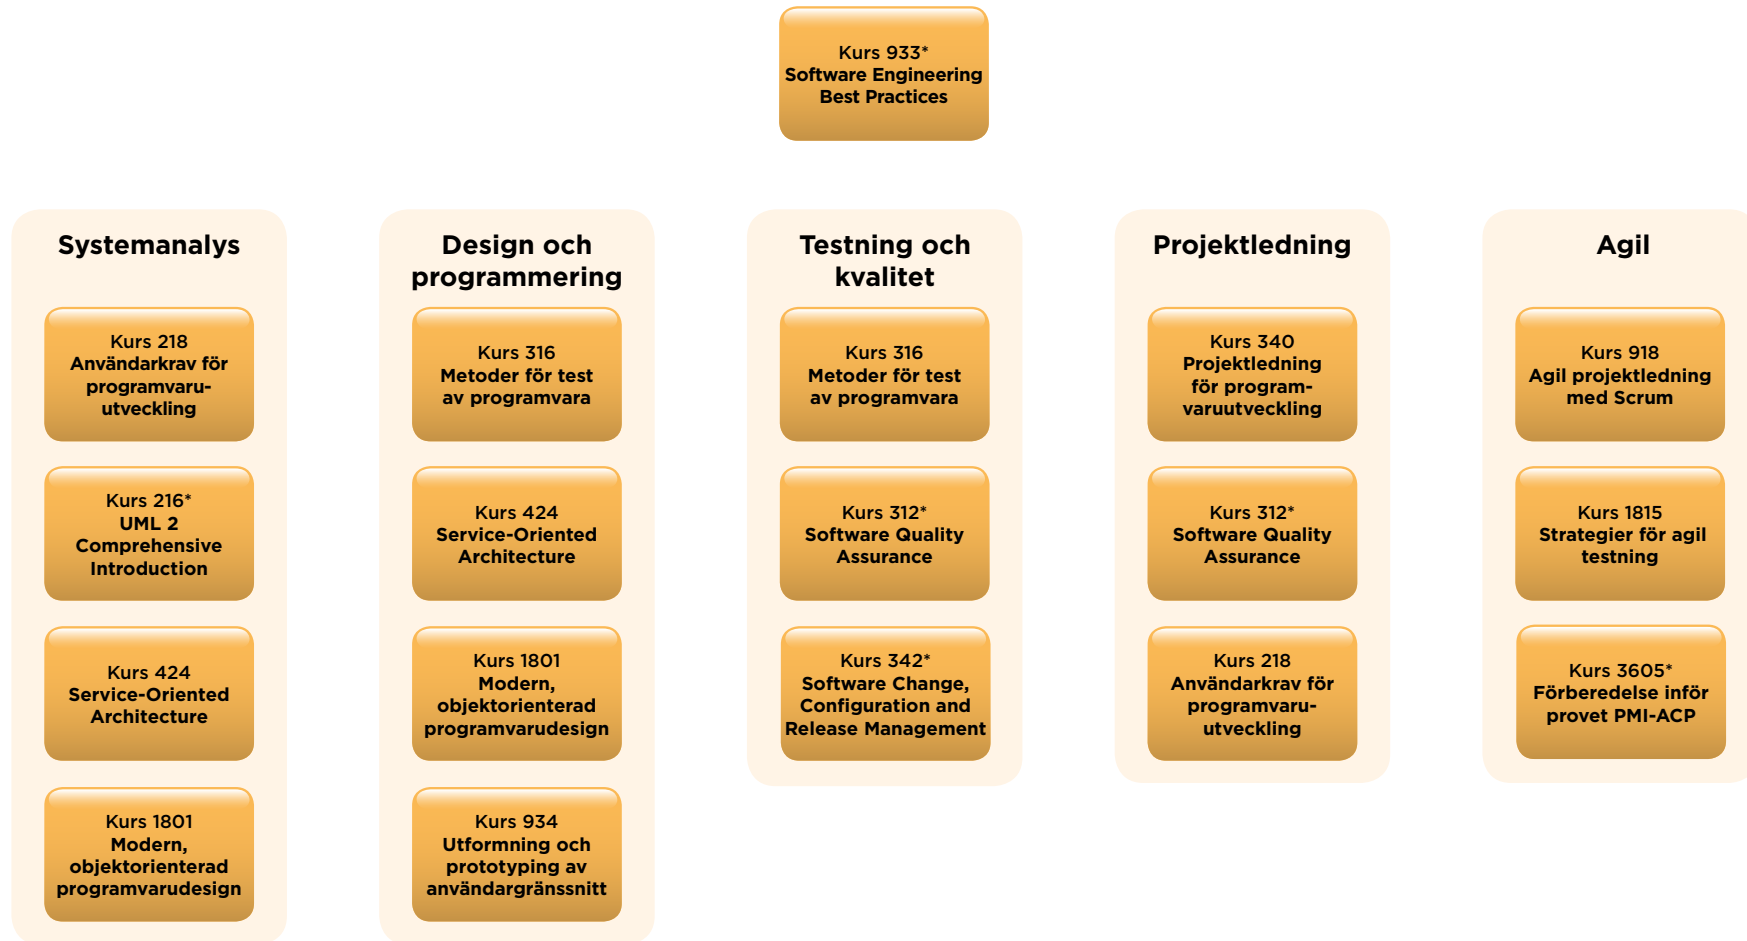 Kurs 933*
Software Engineering
Best Practices
Systemanalys
Kurs 218
Användarkrav för
programvaru-
utveckling
Kurs 216*
UML 2
Comprehensive
Introduction
Kurs 424
Service-Oriented
Architecture
Kurs 1801
Modern,
objektorienterad
programvarudesign
Design och
programmering
Kurs 316
Metoder för test
av programvara
Kurs 424
Service-Oriented
Architecture
Kurs 1801
Modern,
objektorienterad
programvarudesign
Kurs 934
Utformning och
prototyping av
användargränssnitt
Testning och
kvalitet
Kurs 316
Metoder för test
av programvara
Kurs 312*
Software Quality
Assurance
Kurs 342*
Software Change,
Configuration and
Release Management
Projektledning
Kurs 340
Projektledning
för program-
varuutveckling
Kurs 312*
Software Quality
Assurance
Kurs 218
Användarkrav för
programvaru-
utveckling
Agil
Kurs 918
Agil projektledning
med Scrum
Kurs 1815
Strategier för agil
testning
Kurs 3605*
Förberedelse inför
provet PMI-ACP